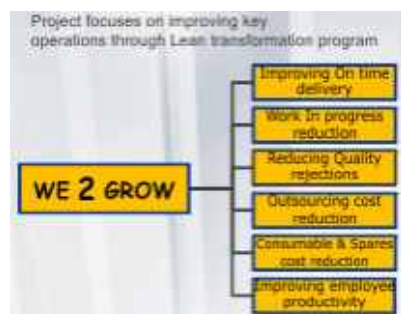 Project focuses on improving key
operations through Lean transformation program
Improving On time
delivery
Work In progress
reduction
Reducing Quality
rejections
WE 2 GROW
Outsourcing cost
reduction
Consumable & Spares
cost reduction
Improving employee
productivity